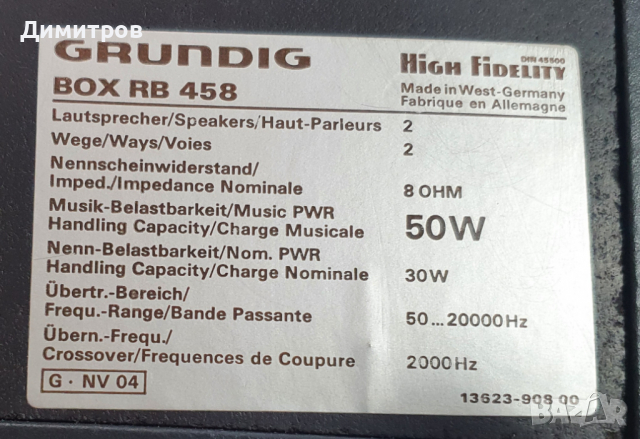 Димитров
GRUNDIG
BOX RB 458
DIN 45500
HIGH FIDELITY
Made in West-Germany
Fabrique en Allemagne
Lautsprecher/Speakers/Haut-Parleurs 2
Wege/Ways/Voies 2
Nennscheinwiderstand/
Imped./Impedance Nominale 8 OHM
Musik-Belastbarkeit/Music PWR
Handling Capacity/Charge Musicale 50W
Nenn-Belastbarkeit/Nom. PWR
Handling Capacity/Charge Nominale 30W
Übertr.-Bereich/
Frequ.-Range/Bande Passante 50...20000Hz
Übern.-Frequ./
Crossover/Frequences de Coupure 2000Hz
G · NV 04
13623-908 00
BAZAR